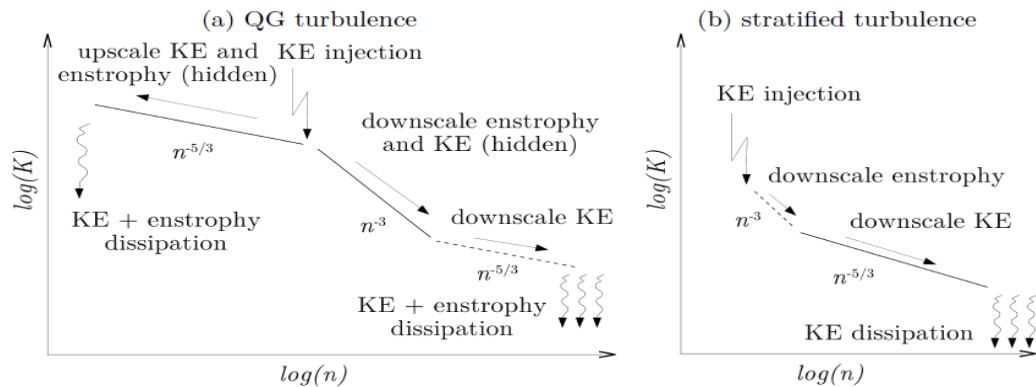 (a) QG turbulence
upscale KE and
enstrophy (hidden)
KE injection
downscale enstrophy
and KE (hidden)
n^-5/3
KE + enstrophy
dissipation
downscale KE
n^-3
n^-5/3
KE + enstrophy
dissipation
log(K)
log(n)
(b) stratified turbulence
KE injection
downscale enstrophy
n^-3
downscale KE
n^-5/3
KE dissipation
log(K)
log(n)